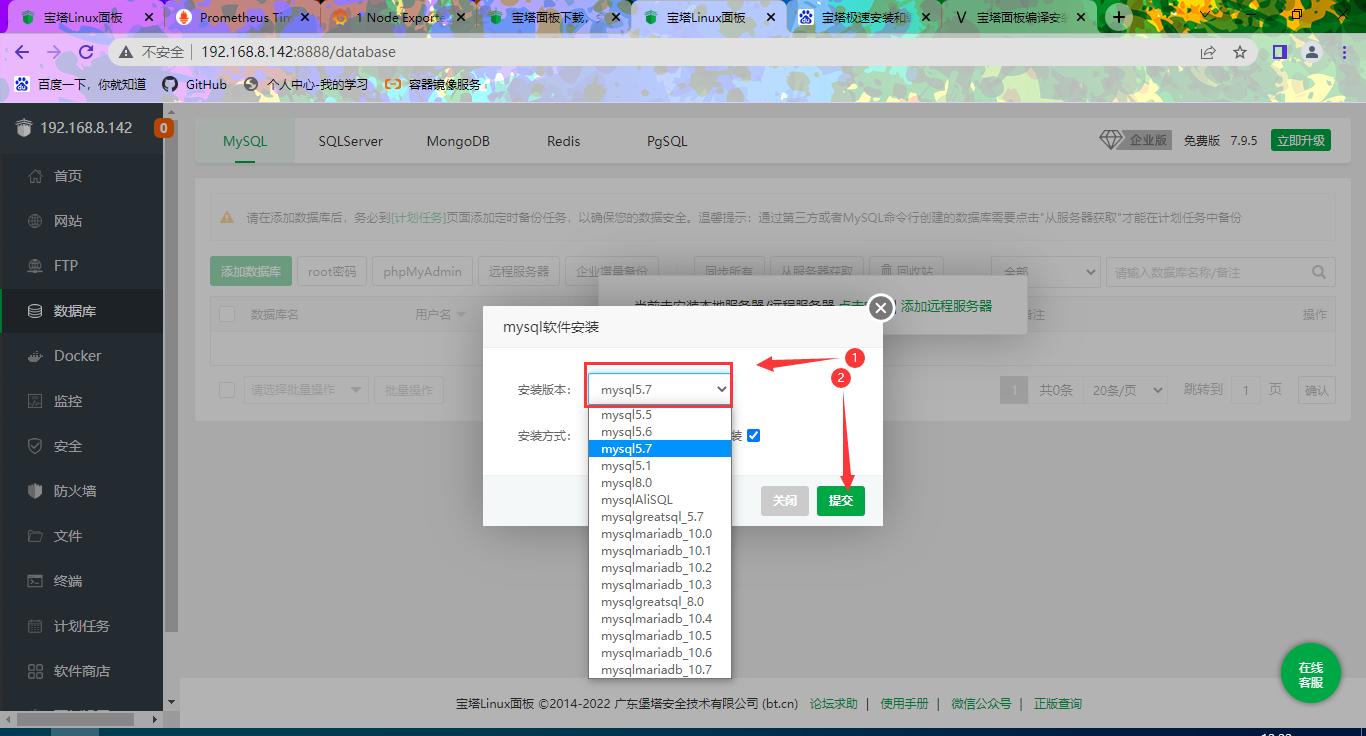 宝塔Linux面板
Prometheus Tim
1 Node Exporte
宝塔面板下载，
宝塔Linux面板
宝塔极速安装和
宝塔面板编译安
不安全 192.168.8.142:8888/database
百度一下，你就知道 GitHub 个人中心-我的学习 容器镜像服务
192.168.8.142 0
首页
网站
FTP
数据库
Docker
监控
安全
防火墙
文件
终端
计划任务
软件商店
MySQL SQLServer MongoDB Redis PgSQL
企业版 免费版 7.9.5 立即升级
请在添加数据库后，务必到[计划任务]页面添加定时备份任务，以确保您的数据安全。温馨提示：通过第三方或者MySQL命令行创建的数据库需要点击"从服务器获取"才能在计划任务中备份
添加数据库 root密码 phpMyAdmin 远程服务器 企业增量备份 同步所有 从服务器获取 回收站 全部 请输入数据库名称/备注
当前未安装本地服务器/远程服务器 添加远程服务器
数据库名 用户名 备注 操作
请选择批量操作 批量操作 1 共0条 20条/页 跳转到 1 页 确认
mysql软件安装
1
2
安装版本： mysql5.7
安装方式： 装
mysql5.5
mysql5.6
mysql5.7
mysql5.1
mysql8.0
mysqlAliSQL
mysqlgreatsql_5.7
mysqlmariadb_10.0
mysqlmariadb_10.1
mysqlmariadb_10.2
mysqlmariadb_10.3
mysqlgreatsql_8.0
mysqlmariadb_10.4
mysqlmariadb_10.5
mysqlmariadb_10.6
mysqlmariadb_10.7
关闭 提交
在线
客服
宝塔Linux面板 ©2014-2022 广东堡塔安全技术有限公司 (bt.cn) 论坛求助 | 使用手册 | 微信公众号 | 正版查询